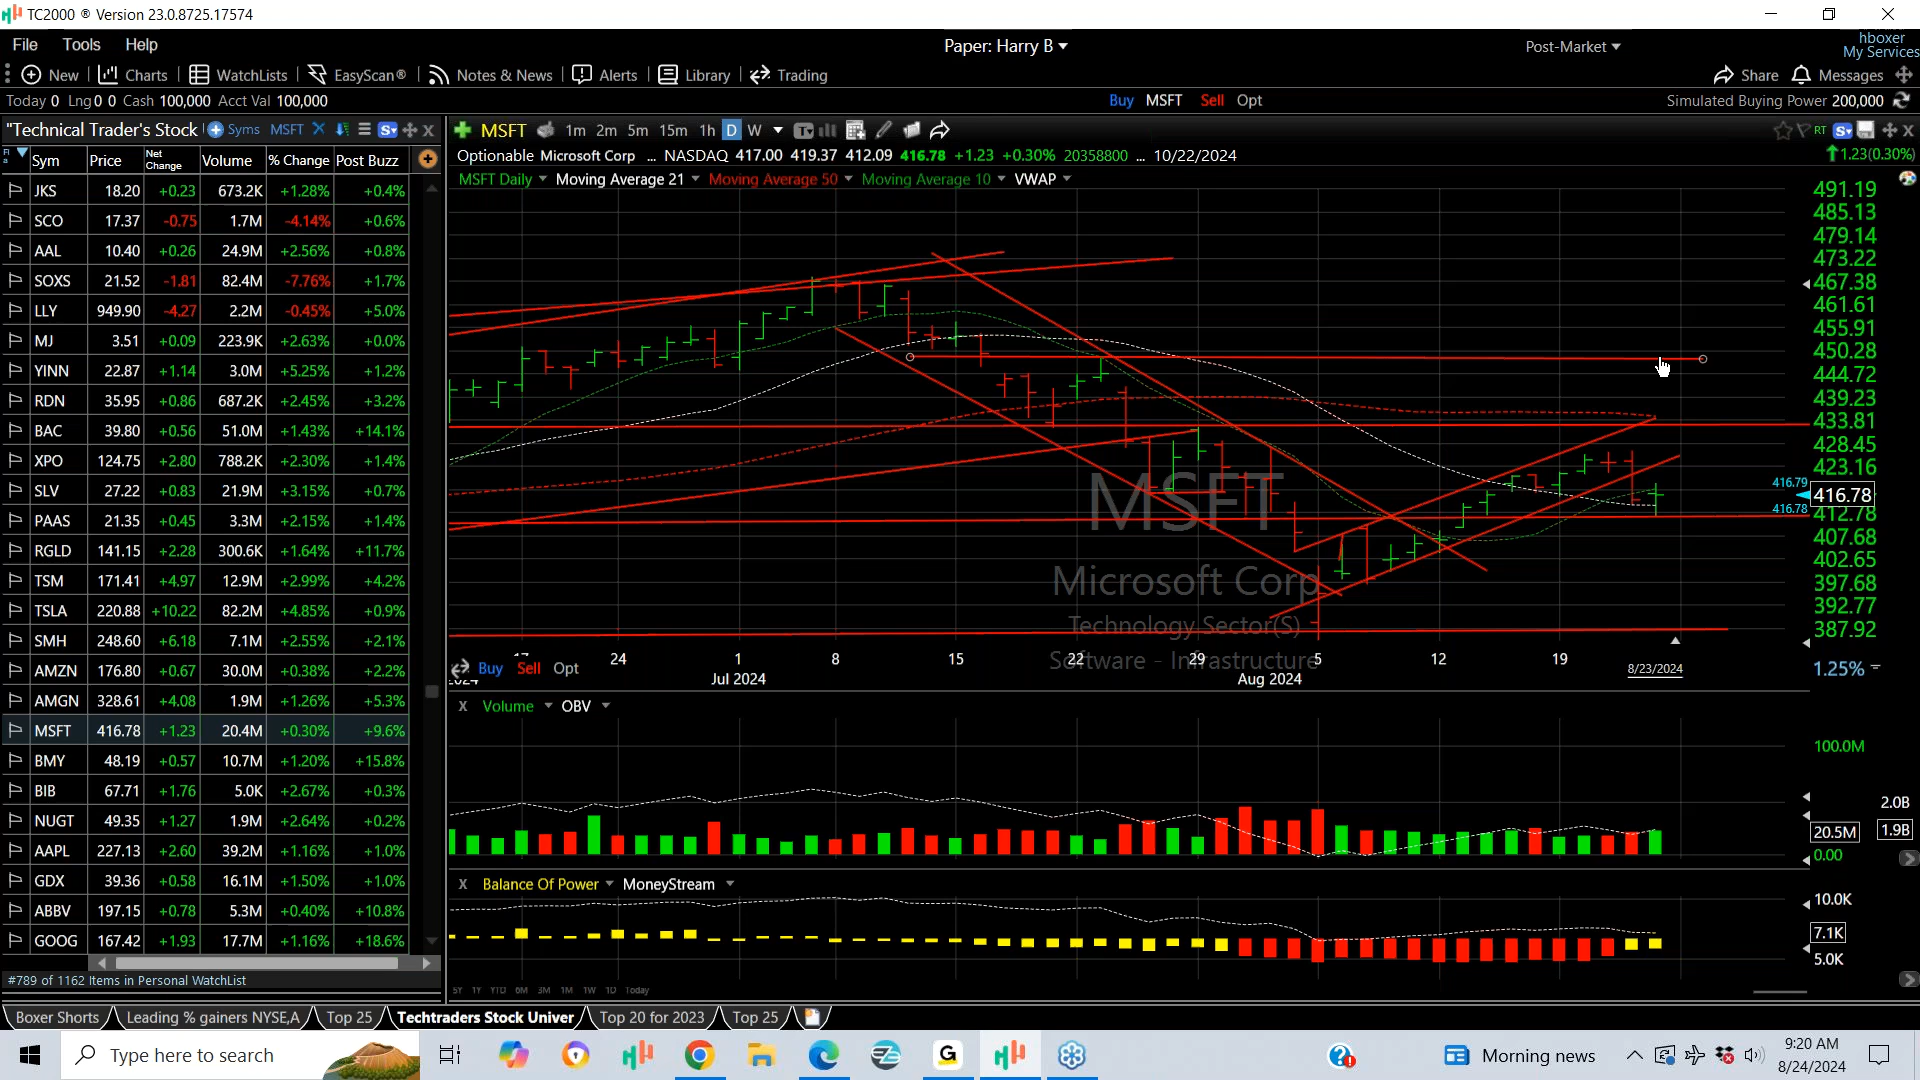 TC2000 ® Version 23.0.8725.17574
File Tools Help
Paper: Harry B
Post-Market
hboxer
My Services
New Charts WatchLists EasyScan® Notes & News Alerts Library Trading
Share Messages
Today 0 Lng 0 0 Cash 100,000 Acct Val 100,000
Buy MSFT Sell Opt
Simulated Buying Power 200,000
"Technical Trader's Stock Syms MSFT
MSFT 1m 2m 5m 15m 1h D W
RT
Sym Price Net Change Volume % Change Post Buzz
Optionable Microsoft Corp ... NASDAQ 417.00 419.37 412.09 416.78 +1.23 +0.30% 20358800 ... 10/22/2024
1.23(0.30%)
MSFT Daily Moving Average 21 Moving Average 50 Moving Average 10 VWAP
JKS 18.20 +0.23 673.2K +1.28% +0.4%
SCO 17.37 -0.75 1.7M -4.14% +0.6%
AAL 10.40 +0.26 24.9M +2.56% +0.8%
SOXS 21.52 -1.81 82.4M -7.76% +1.7%
LLY 949.90 -4.27 2.2M -0.45% +5.0%
MJ 3.51 +0.09 223.9K +2.63% +0.0%
YINN 22.87 +1.14 3.0M +5.25% +1.2%
RDN 35.95 +0.86 687.2K +2.45% +3.2%
BAC 39.80 +0.56 51.0M +1.43% +14.1%
XPO 124.75 +2.80 788.2K +2.30% +1.4%
SLV 27.22 +0.83 21.9M +3.15% +0.7%
PAAS 21.35 +0.45 3.3M +2.15% +1.4%
RGLD 141.15 +2.28 300.6K +1.64% +11.7%
TSM 171.41 +4.97 12.9M +2.99% +4.2%
TSLA 220.88 +10.22 82.2M +4.85% +0.9%
SMH 248.60 +6.18 7.1M +2.55% +2.1%
AMZN 176.80 +0.67 30.0M +0.38% +2.2%
AMGN 328.61 +4.08 1.9M +1.26% +5.3%
MSFT 416.78 +1.23 20.4M +0.30% +9.6%
BMY 48.19 +0.57 10.7M +1.20% +15.8%
BIB 67.71 +1.76 5.0K +2.67% +0.3%
NUGT 49.35 +1.27 1.9M +2.64% +0.2%
AAPL 227.13 +2.60 39.2M +1.16% +1.0%
GDX 39.36 +0.58 16.1M +1.50% +1.0%
ABBV 197.15 +0.78 5.3M +0.40% +10.8%
GOOG 167.42 +1.93 17.7M +1.16% +18.6%
#789 of 1162 Items in Personal WatchList
491.19
485.13
479.14
473.22
467.38
461.61
455.91
450.28
444.72
439.23
433.81
428.45
423.16
416.79
416.78
416.78
412.78
407.68
402.65
397.68
392.77
387.92
1.25%
MSFT
Microsoft Corp
Technology Sector(S)
Software - Infrastructure
Buy Sell Opt
17 24 1 8 15 22 29 5 12 19
Jul 2024 Aug 2024 8/23/2024
X Volume OBV
100.0M
2.0B
20.5M 1.9B
0.00
X Balance Of Power MoneyStream
10.0K
7.1K
5.0K
5Y 1Y YTD 6M 3M 1M 1W 1D Today
Boxer Shorts Leading % gainers NYSE,A Top 25 Techtraders Stock Univer Top 20 for 2023 Top 25
Type here to search
Morning news
9:20 AM
8/24/2024